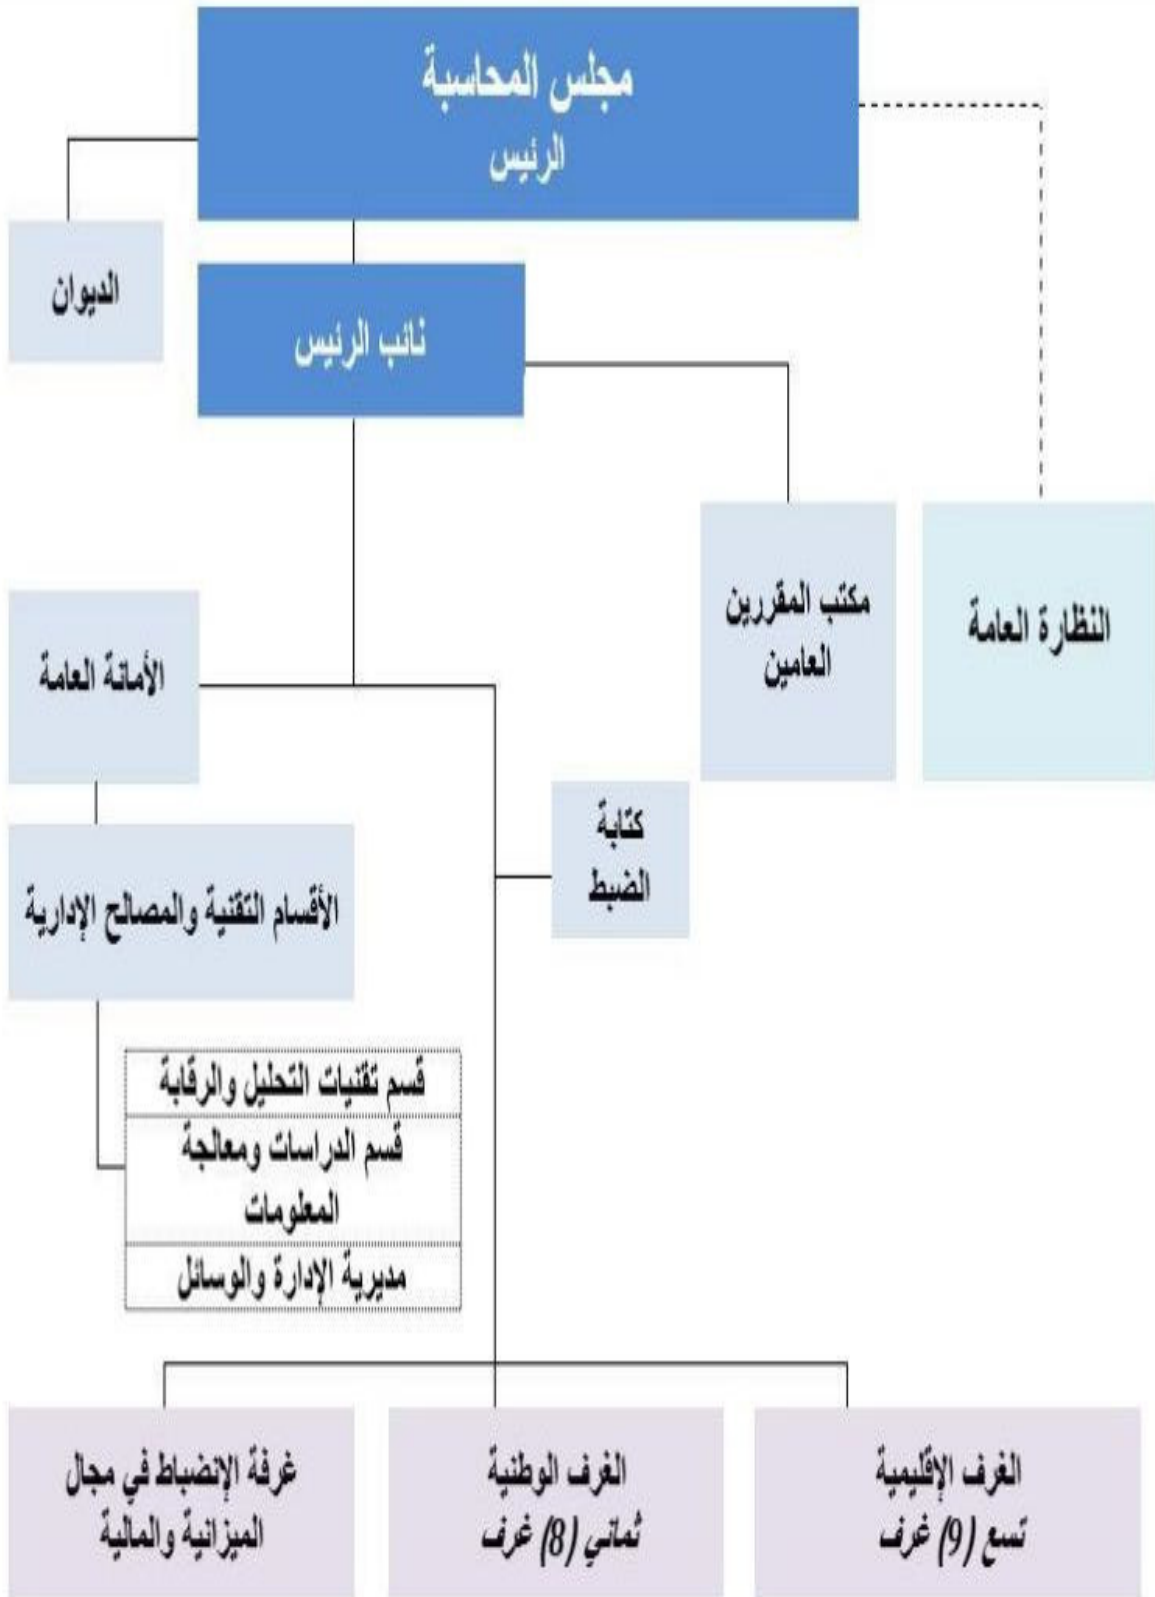 مجلس المحاسبة
الرئيس
الديوان
نائب الرئيس
النظارة العامة
مكتب المقررين
العامين
الأمانة العامة
كتابة
الضبط
الأقسام التقنية والمصالح الإدارية
قسم تقنيات التحليل والرقابة
قسم الدراسات ومعالجة
المعلومات
مديرية الإدارة والوسائل
الغرف الإقليمية
تسع (9) غرف
الغرف الوطنية
ثماني (8) غرف
غرفة الإنضباط في مجال
الميزانية والمالية